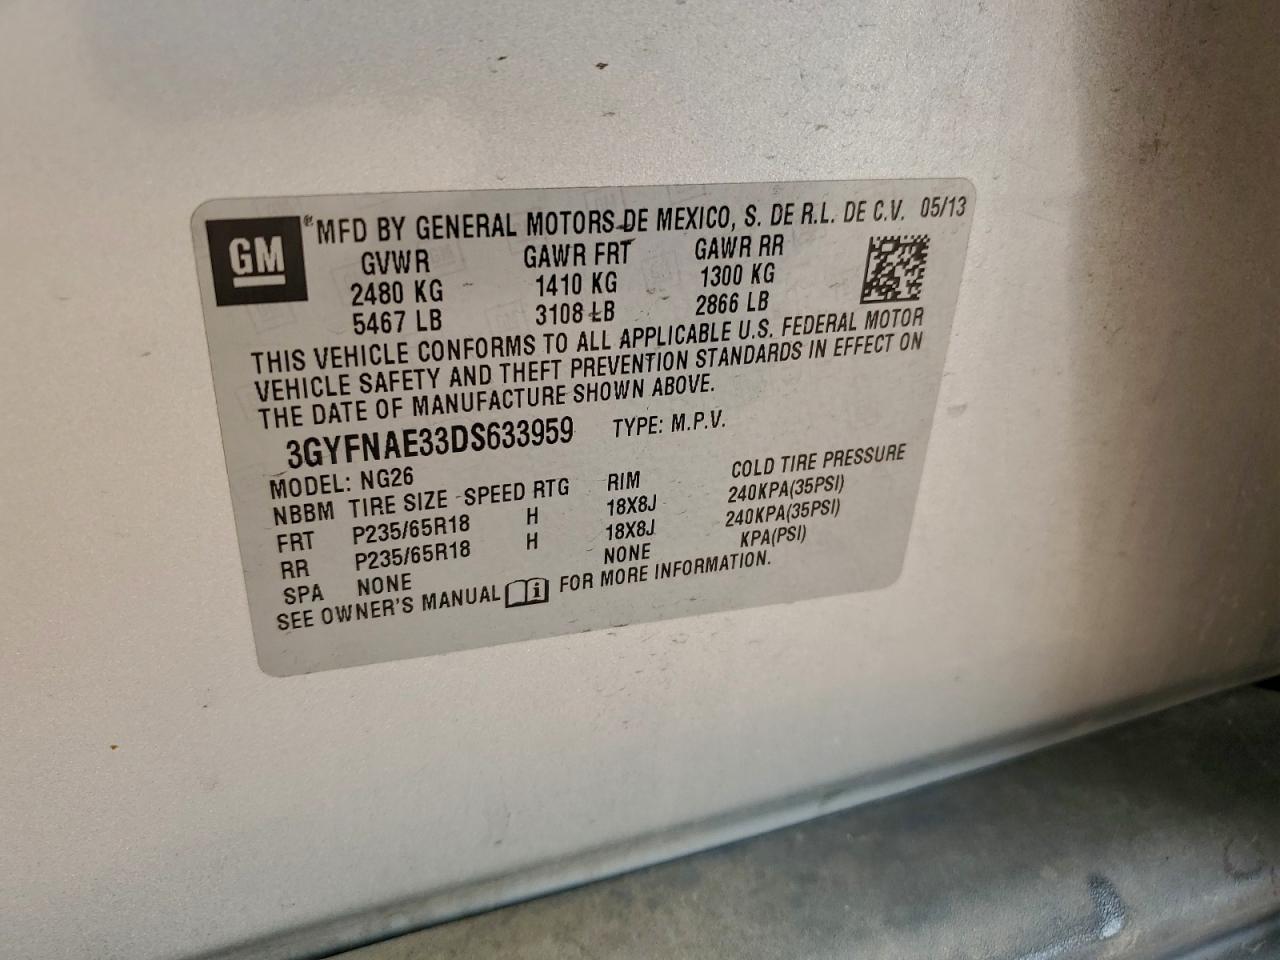 GM ® MFD BY GENERAL MOTORS DE MEXICO, S. DE R.L. DE C.V. 05/13
GVWR GAWR FRT GAWR RR
2480 KG 1410 KG 1300 KG
5467 LB 3108 LB 2866 LB
THIS VEHICLE CONFORMS TO ALL APPLICABLE U.S. FEDERAL MOTOR
VEHICLE SAFETY AND THEFT PREVENTION STANDARDS IN EFFECT ON
THE DATE OF MANUFACTURE SHOWN ABOVE.
3GYFNAE33DS633959 TYPE: M.P.V.
MODEL: NG26
NBBM TIRE SIZE SPEED RTG RIM COLD TIRE PRESSURE
FRT P235/65R18 H 18X8J 240KPA(35PSI)
RR P235/65R18 H 18X8J 240KPA(35PSI)
SPA NONE NONE KPA(PSI)
SEE OWNER'S MANUAL FOR MORE INFORMATION.